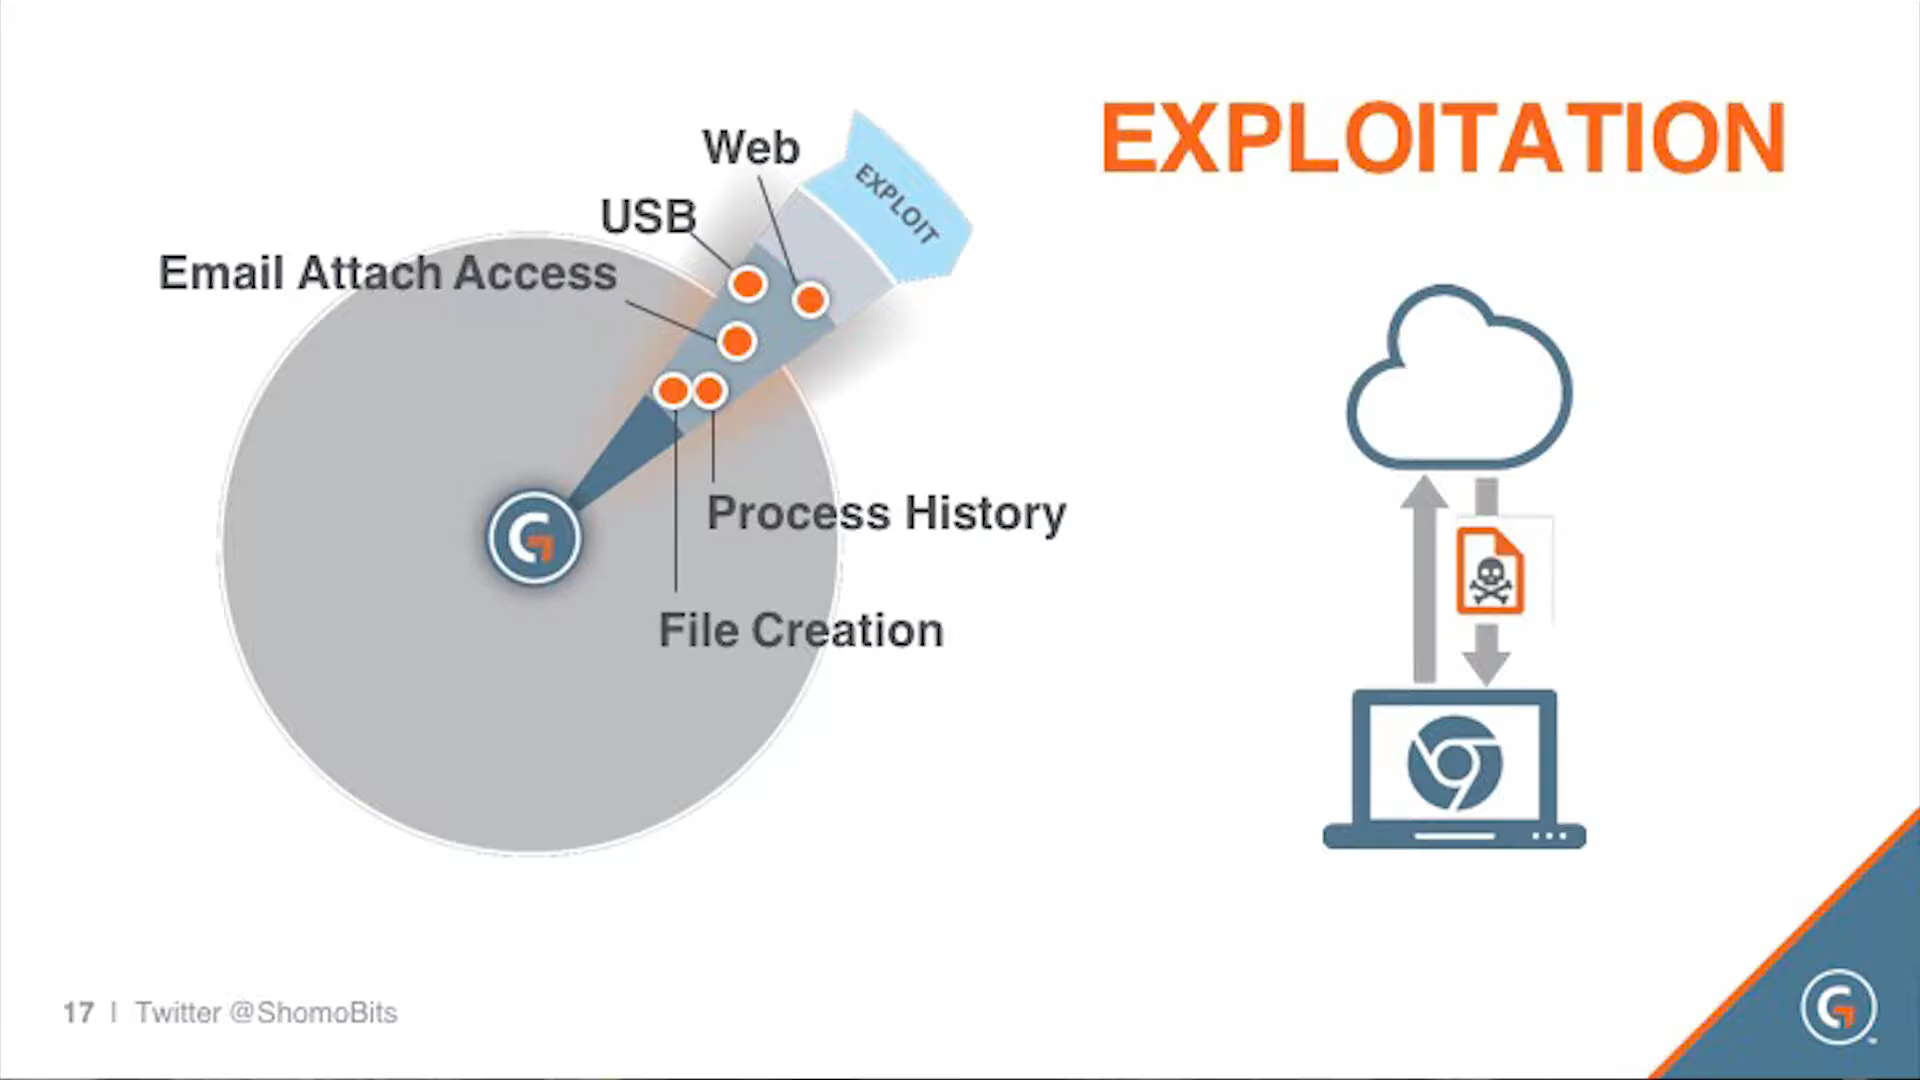 EXPLOITATION
Web
EXPLOIT
USB
Email Attach Access
Process History
File Creation
17 | Twitter @ShomoBits